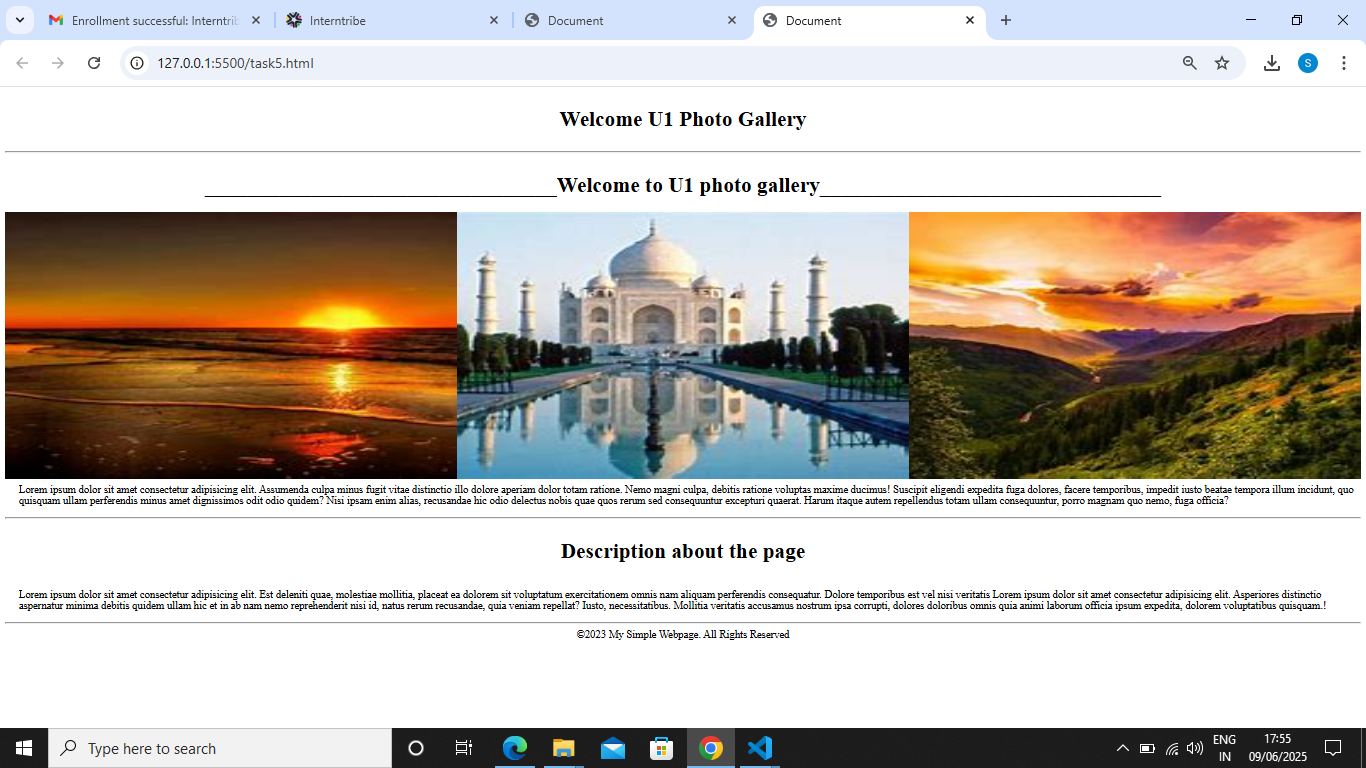 Enrollment successful: Interntrib
Interntribe
Document
Document
127.0.0.1:5500/task5.html
S
Welcome U1 Photo Gallery
________________________________Welcome to U1 photo gallery_______________________________
Lorem ipsum dolor sit amet consectetur adipisicing elit. Assumenda culpa minus fugit vitae distinctio illo dolore aperiam dolor totam ratione. Nemo magni culpa, debitis ratione voluptas maxime ducimus! Suscipit eligendi expedita fuga dolores, facere temporibus, impedit iusto beatae tempora illum incidunt, quo
quisquam ullam perferendis minus amet dignissimos odit odio quidem? Nisi ipsam enim alias, recusandae hic odio delectus nobis quae quos rerum sed consequuntur excepturi quaerat. Harum itaque autem repellendus totam ullam consequuntur, porro magnam quo nemo, fuga officia?
Description about the page
Lorem ipsum dolor sit amet consectetur adipisicing elit. Est deleniti quae, molestiae mollitia, placeat ea dolorem sit voluptatum exercitationem omnis nam aliquam perferendis consequatur. Dolore temporibus est vel nisi veritatis Lorem ipsum dolor sit amet consectetur adipisicing elit. Asperiores distinctio
aspernatur minima debitis quidem ullam hic et in ab nam nemo reprehenderit nisi id, natus rerum recusandae, quia veniam repellat? Iusto, necessitatibus. Mollitia veritatis accusamus nostrum ipsa corrupti, dolores doloribus omnis quia animi laborum officia ipsum expedita, dolorem voluptatibus quisquam.!
©2023 My Simple Webpage. All Rights Reserved
Type here to search
ENG
IN
17:55
09/06/2025